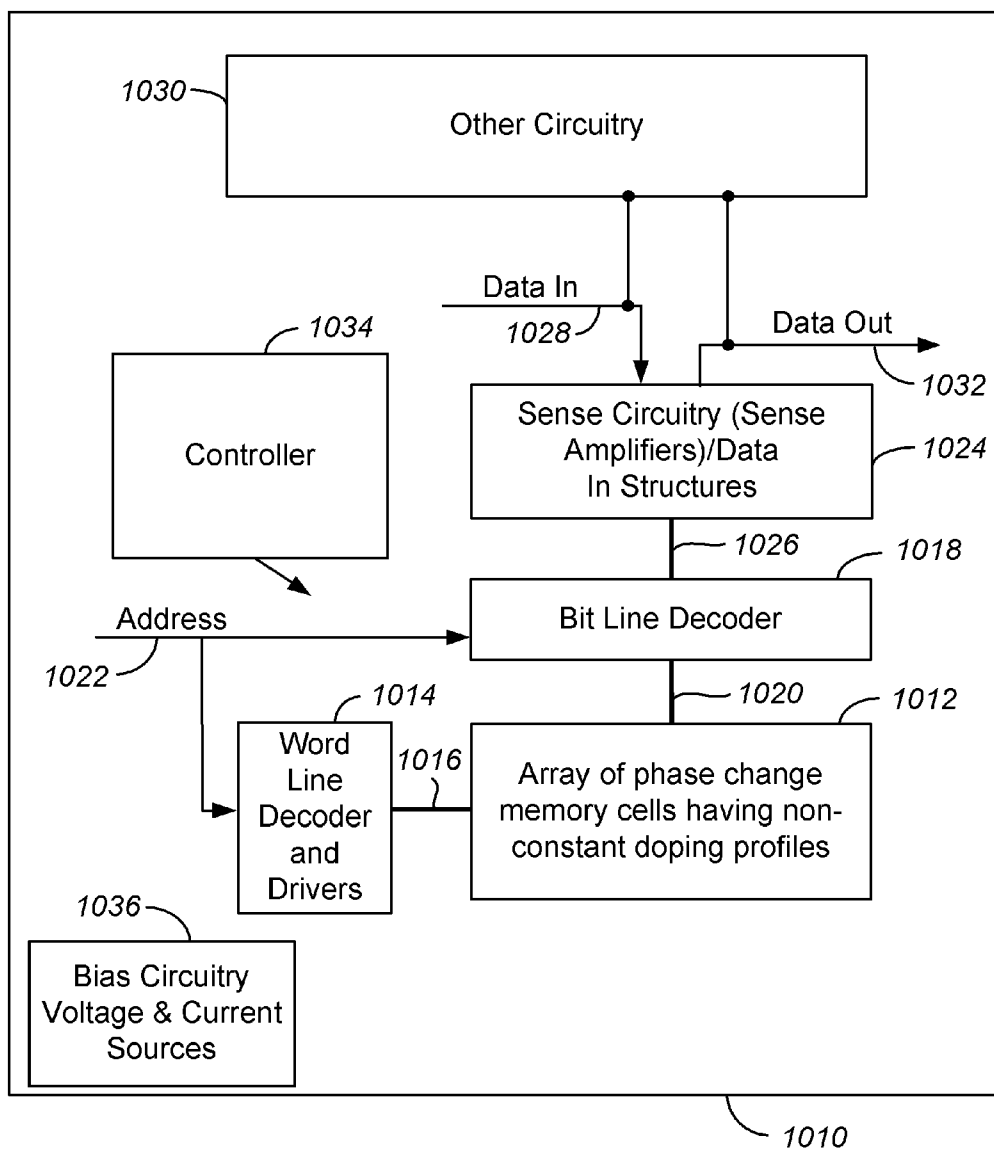 1030
Other Circuitry
Data In
1028
1034
Data Out
1032
Controller
Sense Circuitry (Sense
Amplifiers)/Data
In Structures
1024
1026
1018
Address
1022
Bit Line Decoder
1014
1020
1012
Word
Line
Decoder
and
Drivers
1016
Array of phase change
memory cells having non-
constant doping profiles
1036
Bias Circuitry
Voltage & Current
Sources
1010